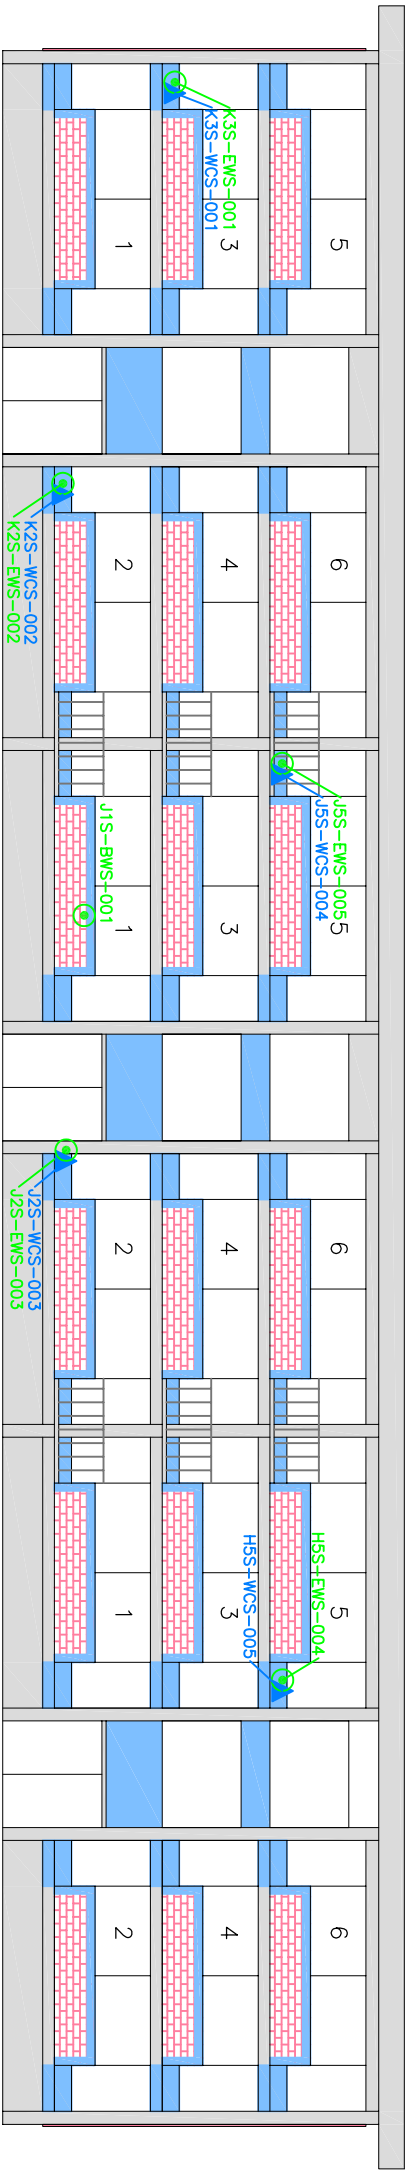 K3S-EWS-001
K3S-WCS-001
5
3
1
6
4
2
K2S-WCS-002
K2S-EWS-002
J5S-EWS-005
J5S-WCS-004
5
3
J1S-BWS-001
1
6
4
2
J2S-WCS-003
J2S-EWS-003
H5S-EWS-004
H5S-WCS-005
5
3
1
6
4
2